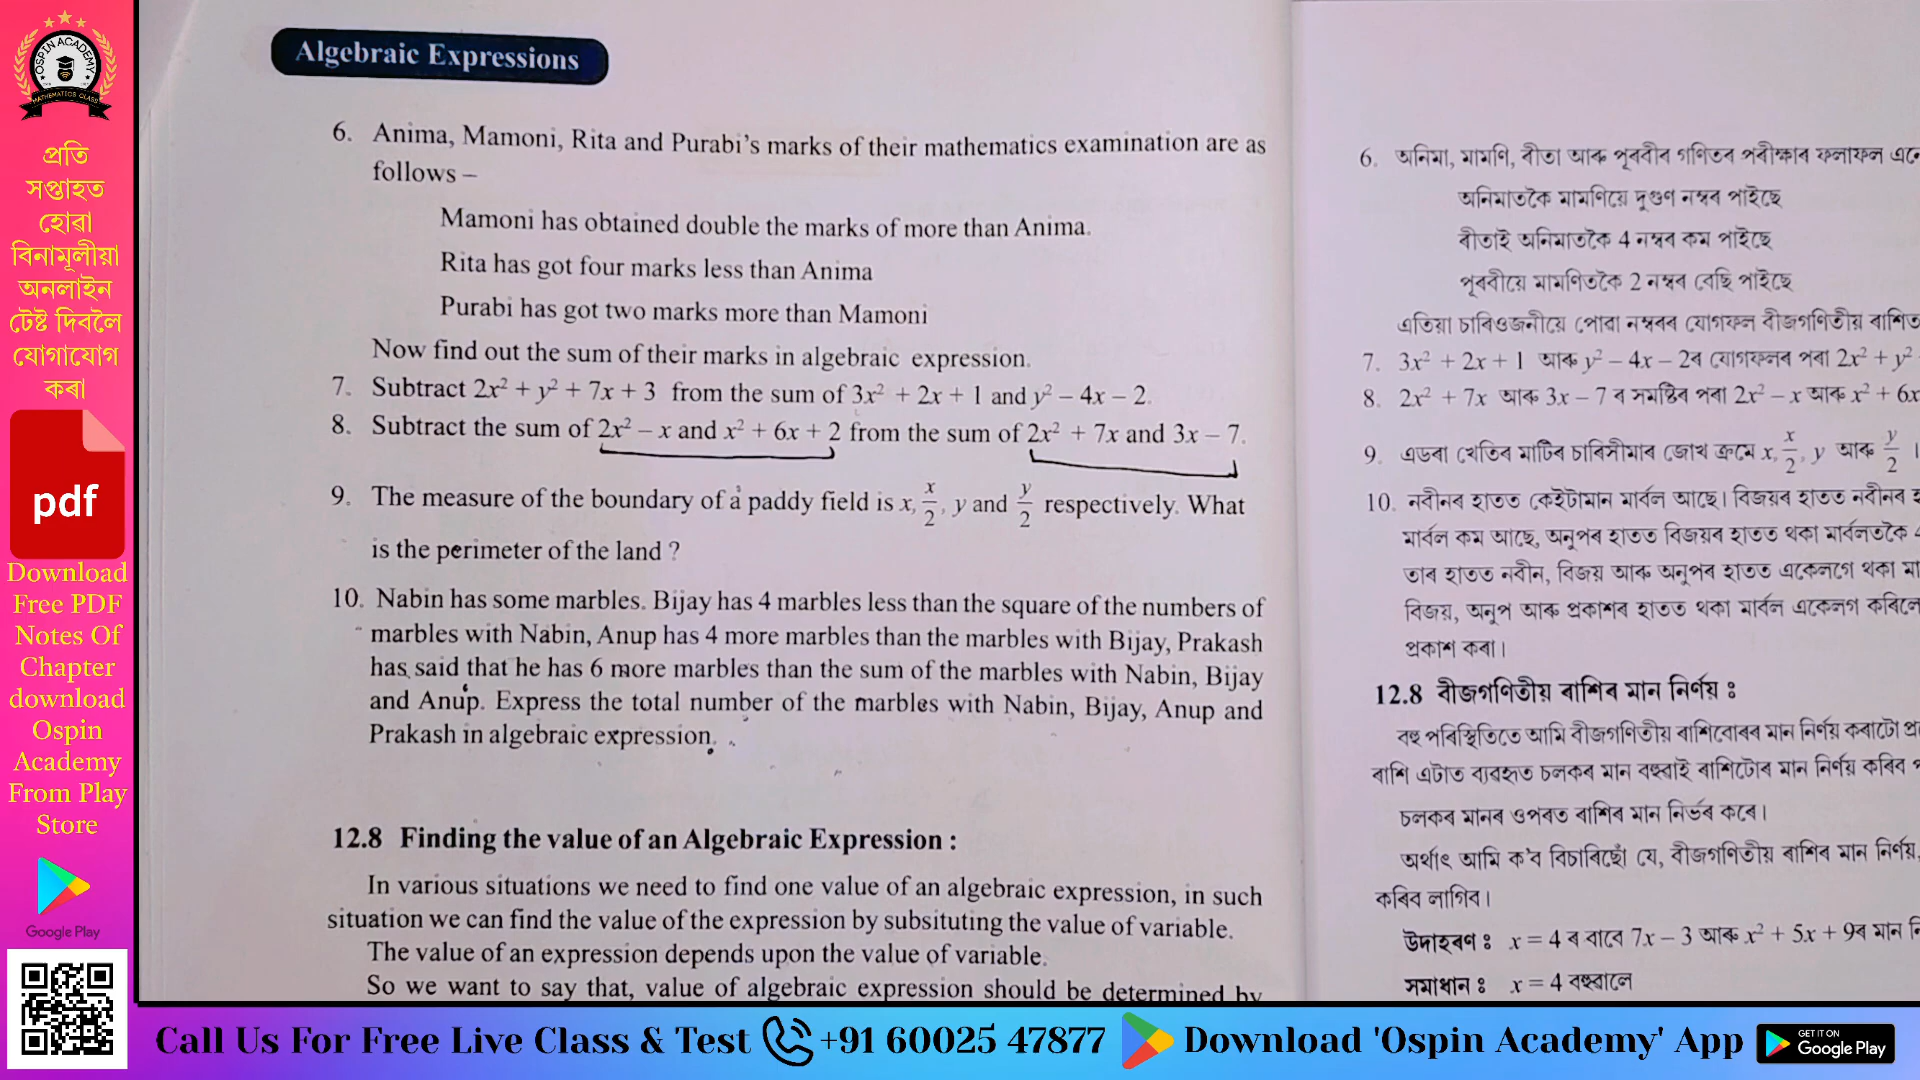 OSPIN ACADEMY
MATHEMATICS CLASS
প্ৰতি
সপ্তাহত
হোৱা
বিনামূলীয়া
অনলাইন
টেষ্ট দিবলৈ
যোগাযোগ
কৰা
pdf
Download
Free PDF
Notes Of
Chapter
download
Ospin
Academy
From Play
Store
Google Play
Algebraic Expressions
6. Anima, Mamoni, Rita and Purabi's marks of their mathematics examination are as
follows –
Mamoni has obtained double the marks of more than Anima.
Rita has got four marks less than Anima
Purabi has got two marks more than Mamoni
Now find out the sum of their marks in algebraic expression.
7. Subtract 2x² + y² + 7x + 3 from the sum of 3x² + 2x + 1 and y² – 4x – 2.
8. Subtract the sum of 2x² – x and x² + 6x + 2 from the sum of 2x² + 7x and 3x – 7.
9. The measure of the boundary of a paddy field is x, x/2, y and y/2 respectively. What
is the perimeter of the land ?
10. Nabin has some marbles. Bijay has 4 marbles less than the square of the numbers of
marbles with Nabin, Anup has 4 more marbles than the marbles with Bijay, Prakash
has said that he has 6 more marbles than the sum of the marbles with Nabin, Bijay
and Anup. Express the total number of the marbles with Nabin, Bijay, Anup and
Prakash in algebraic expression.
12.8 Finding the value of an Algebraic Expression :
In various situations we need to find one value of an algebraic expression, in such
situation we can find the value of the expression by subsituting the value of variable.
The value of an expression depends upon the value of variable.
So we want to say that, value of algebraic expression should be determined by
6. অনিমা, মামণি, ৰীতা আৰু পূৰবীৰ গণিতৰ পৰীক্ষাৰ ফলাফল
অনিমাতকৈ মামণিয়ে দুগুণ নম্বৰ পাইছে
ৰীতাই অনিমাতকৈ 4 নম্বৰ কম পাইছে
পূৰবীয়ে মামণিতকৈ 2 নম্বৰ বেছি পাইছে
এতিয়া চাৰিওজনীয়ে পোৱা নম্বৰৰ যোগফল বীজগণিতীয় ৰাশিত
7. 3x² + 2x + 1 আৰু y² – 4x – 2ৰ যোগফলৰ পৰা 2x² + y²
8. 2x² + 7x আৰু 3x – 7 ৰ সমষ্টিৰ পৰা 2x² – x আৰু x² + 6x
9. এডৰা খেতিৰ মাটিৰ চাৰিসীমাৰ জোখ ক্ৰমে x, x/2, y আৰু y/2 ।
10. নবীনৰ হাতত কেইটামান মাৰ্বল আছে। বিজয়ৰ হাতত নবীনৰ
মাৰ্বল কম আছে, অনুপৰ হাতত বিজয়ৰ হাতত থকা মাৰ্বলতকৈ
তাৰ হাতত নবীন, বিজয় আৰু অনুপৰ হাতত একেলগে থকা
বিজয়, অনুপ আৰু প্ৰকাশৰ হাতত থকা মাৰ্বল একেলগ কৰিলে
প্ৰকাশ কৰা।
12.8 বীজগণিতীয় ৰাশিৰ মান নিৰ্ণয় ঃ
বহু পৰিস্থিতিতে আমি বীজগণিতীয় ৰাশিবোৰৰ মান নিৰ্ণয় কৰাটো
ৰাশি এটাত ব্যৱহৃত চলকৰ মান বহুৱাই ৰাশিটোৰ মান নিৰ্ণয় কৰিব
চলকৰ মানৰ ওপৰত ৰাশিৰ মান নিৰ্ভৰ কৰে।
অৰ্থাৎ আমি ক'ব বিচাৰিছোঁ যে, বীজগণিতীয় ৰাশিৰ মান নিৰ্ণয়
কৰিব লাগিব।
উদাহৰণ ঃ x = 4 ৰ বাবে 7x – 3 আৰু x² + 5x + 9ৰ মান
সমাধান ঃ x = 4 বহুৱালে
Call Us For Free Live Class & Test +91 60025 47877 Download 'Ospin Academy' App
GET IT ON
Google Play